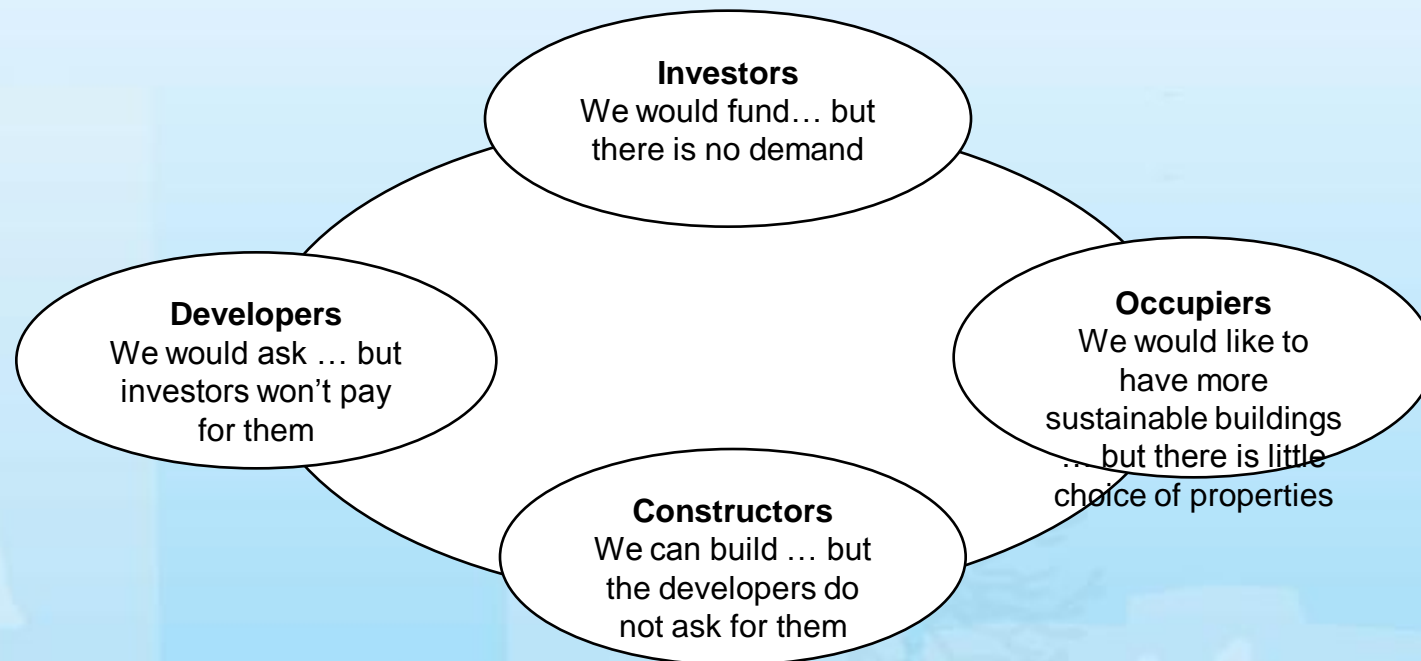 Investors
We would fund… but
there is no demand
Developers
We would ask … but
investors won’t pay
for them
Occupiers
We would like to
have more
sustainable buildings
… but there is little
choice of properties
Constructors
We can build … but
the developers do
not ask for them